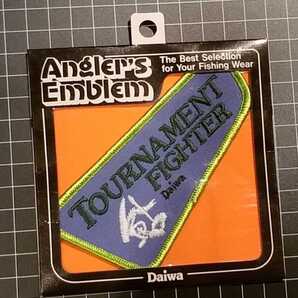 Angler's
Emblem
The Best Selection
for Your Fishing Wear
TOURNAMENT
FIGHTER
Daiwa
Daiwa